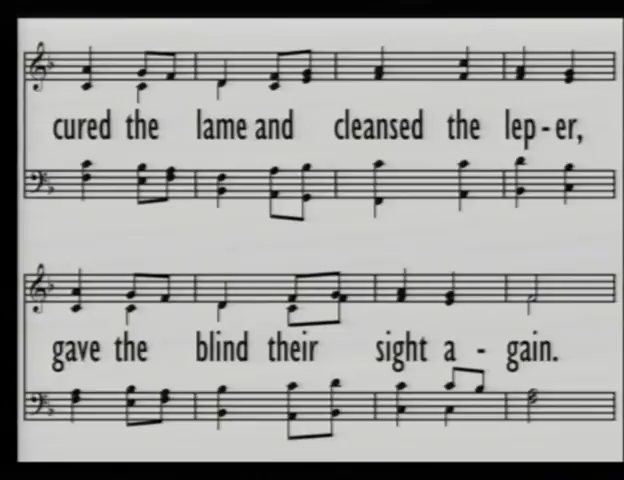 cured the lame and cleansed the lep - er,
gave the blind their sight a - gain.